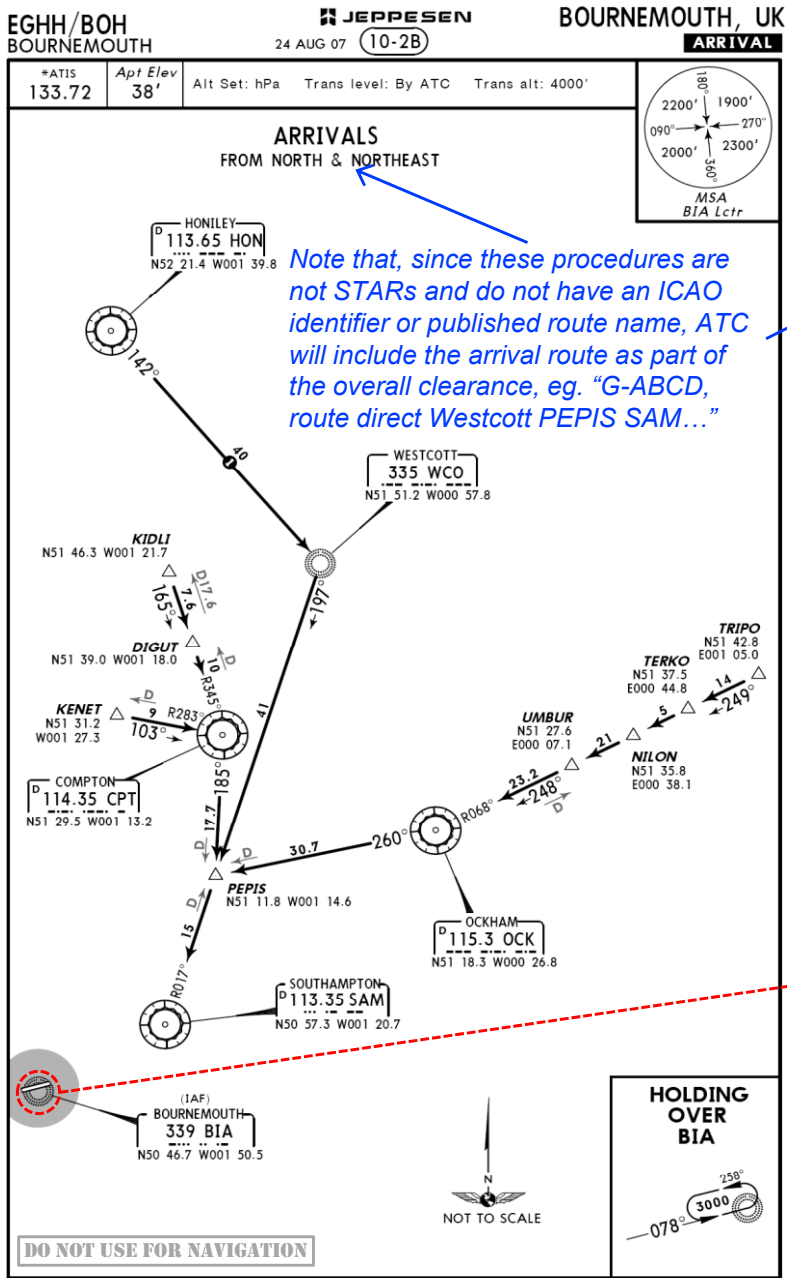 EGHH/BOH
BOURNEMOUTH
JEPPESEN
24 AUG 07 10-2B
BOURNEMOUTH, UK
ARRIVAL
*ATIS
133.72
Apt Elev
38'
Alt Set: hPa Trans level: By ATC Trans alt: 4000'
180°
2200' 1900'
090° 270°
2000' 2300'
360°
MSA
BIA Lctr
ARRIVALS
FROM NORTH & NORTHEAST
HONILEY
D 113.65 HON
N52 21.4 W001 39.8
Note that, since these procedures are
not STARs and do not have an ICAO
identifier or published route name, ATC
will include the arrival route as part of
the overall clearance, eg. “G-ABCD,
route direct Westcott PEPIS SAM…”
142°
40
WESTCOTT
335 WCO
N51 51.2 W000 57.8
KIDLI
N51 46.3 W001 21.7
D17.6
7.6
165°
197°
DIGUT
N51 39.0 W001 18.0
D
10
R345°
TRIPO
N51 42.8
E001 05.0
TERKO
N51 37.5
E000 44.8
14
249°
5
KENET
N51 31.2
W001 27.3
D
9
R283°
103°
41
UMBUR
N51 27.6
E000 07.1
21
NILON
N51 35.8
E000 38.1
COMPTON
D 114.35 CPT
N51 29.5 W001 13.2
185°
17.7
D
23.2
248°
D
R068°
260°
30.7
D
PEPIS
N51 11.8 W001 14.6
D
15
R017°
OCKHAM
D 115.3 OCK
N51 18.3 W000 26.8
SOUTHAMPTON
D 113.35 SAM
N50 57.3 W001 20.7
(IAF)
BOURNEMOUTH
339 BIA
N50 46.7 W001 50.5
N
NOT TO SCALE
HOLDING
OVER
BIA
258°
3000
078°
DO NOT USE FOR NAVIGATION